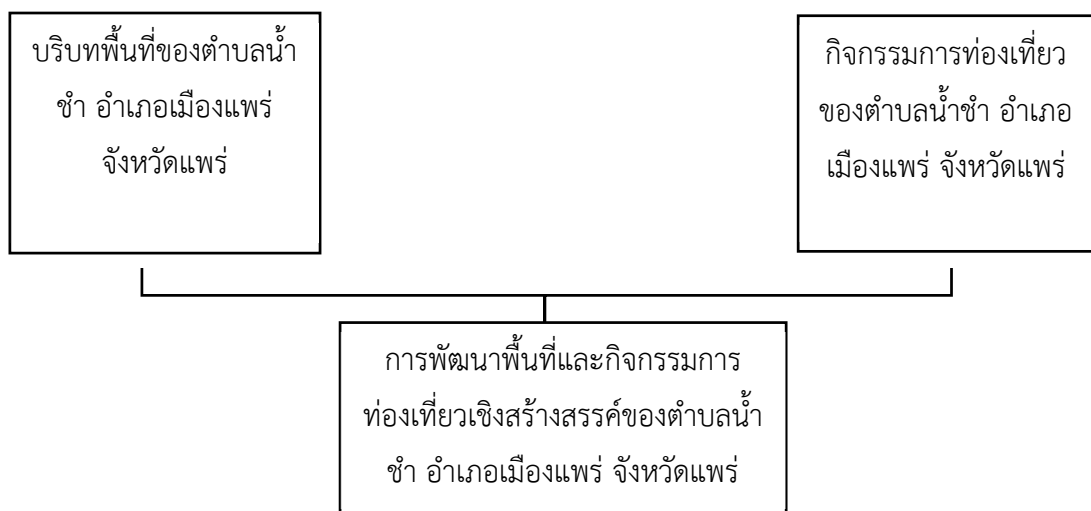 บริบทพื้นที่ของตำบลน้ำ
ชำ อำเภอเมืองแพร่
จังหวัดแพร่
กิจกรรมการท่องเที่ยว
ของตำบลน้ำชำ อำเภอ
เมืองแพร่ จังหวัดแพร่
การพัฒนาพื้นที่และกิจกรรมการ
ท่องเที่ยวเชิงสร้างสรรค์ของตำบลน้ำ
ชำ อำเภอเมืองแพร่ จังหวัดแพร่